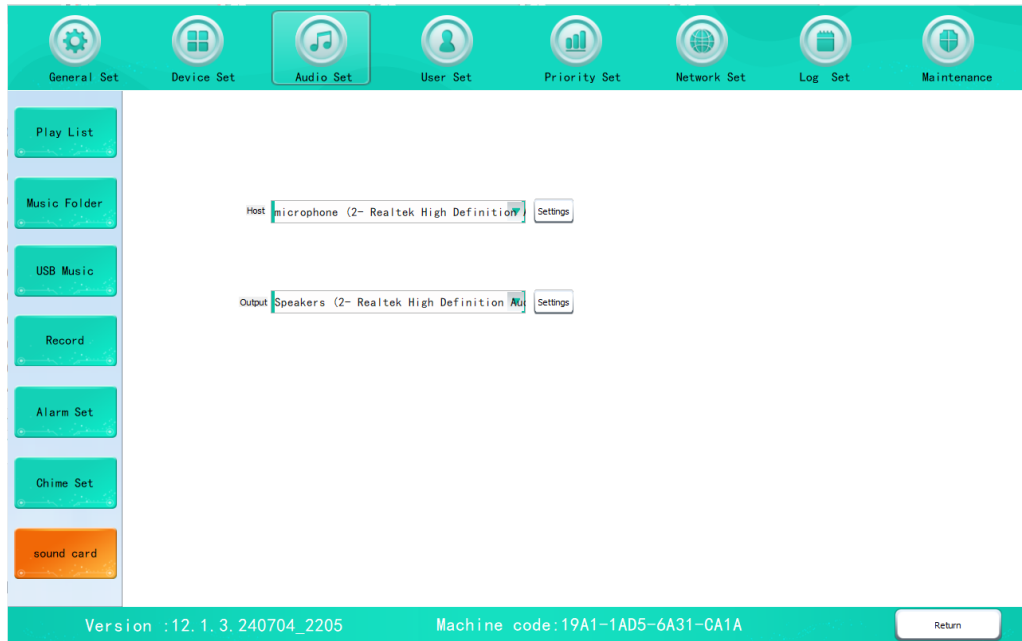 General Set
Device Set
Audio Set
User Set
Priority Set
Network Set
Log Set
Maintenance
Play List
Music Folder
USB Music
Record
Alarm Set
Chime Set
sound card
Host microphone (2- Realtek High Definition Settings
Output Speakers (2- Realtek High Definition Settings
Version :12.1.3.240704_2205
Machine code:19A1-1AD5-6A31-CA1A
Return